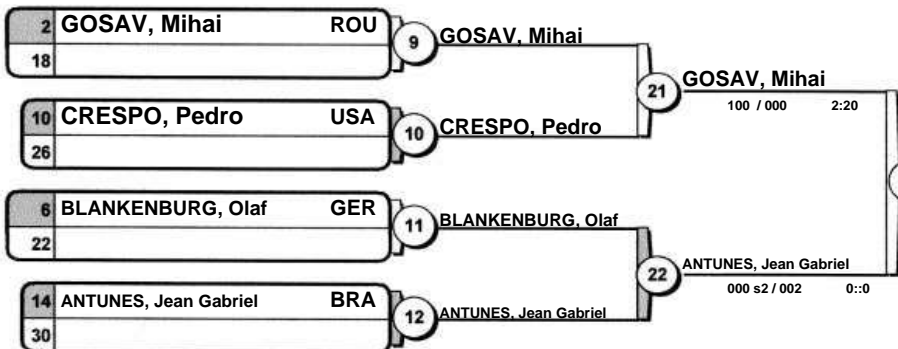 2 GOSAV, Mihai ROU
18
9 GOSAV, Mihai
10 CRESPO, Pedro USA
26
10 CRESPO, Pedro
21 GOSAV, Mihai
100 / 000 2:20
6 BLANKENBURG, Olaf GER
22
11 BLANKENBURG, Olaf
14 ANTUNES, Jean Gabriel BRA
30
12 ANTUNES, Jean Gabriel
22 ANTUNES, Jean Gabriel
000 s2 / 002 0::0